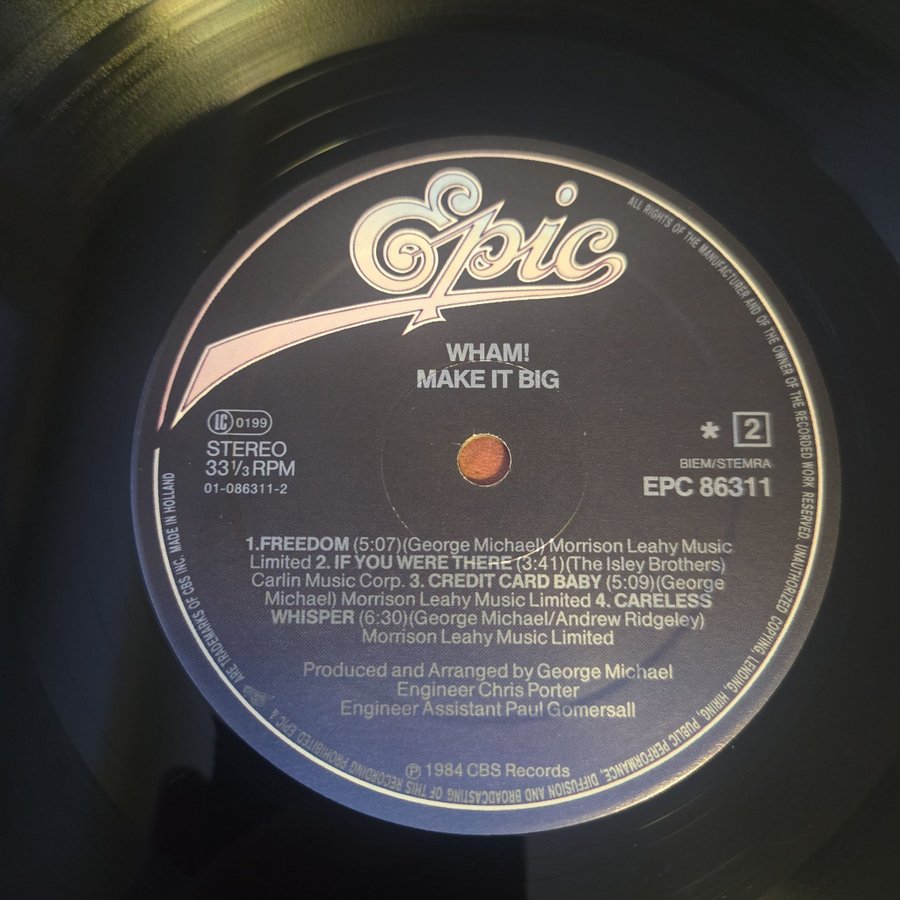 Epic
WHAM!
MAKE IT BIG
LC 0199
STEREO
33 1/3 RPM
01-086311-2
* 2
BIEM/STEMRA
EPC 86311
1.FREEDOM (5:07)(George Michael) Morrison Leahy Music
Limited 2. IF YOU WERE THERE (3:41)(The Isley Brothers)
Carlin Music Corp. 3. CREDIT CARD BABY (5:09)(George
Michael) Morrison Leahy Music Limited 4. CARELESS
WHISPER (6:30)(George Michael/Andrew Ridgeley)
Morrison Leahy Music Limited
Produced and Arranged by George Michael
Engineer Chris Porter
Engineer Assistant Paul Gomersall
℗ 1984 CBS Records
ALL RIGHTS OF THE MANUFACTURER AND OF THE OWNER OF THE RECORDED WORK RESERVED. UNAUTHORIZED COPYING, LENDING, HIRING, PUBLIC PERFORMANCE, DIFFUSION AND BROADCASTING OF THIS RECORDING PROHIBITED EPIC & ARE TRADEMARKS OF CBS INC. MADE IN HOLLAND